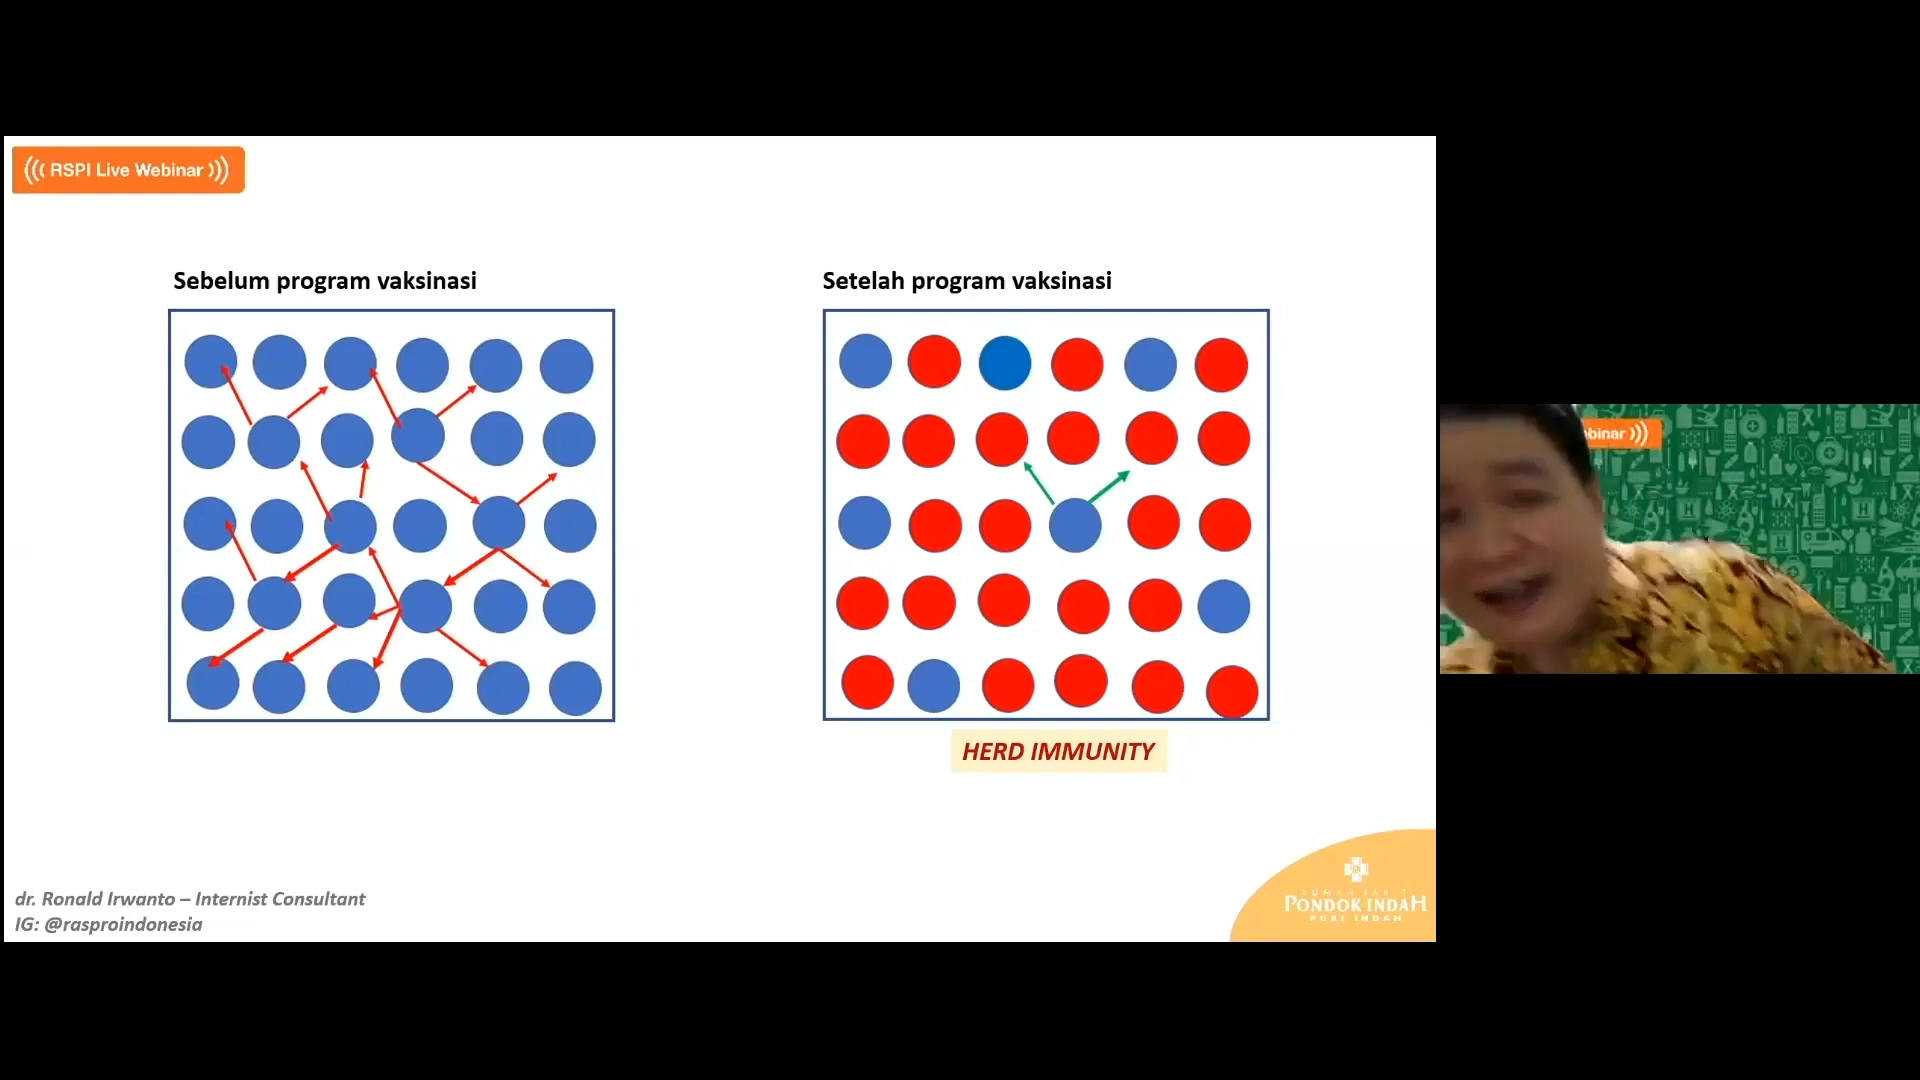 ((( RSPI Live Webinar )))
Sebelum program vaksinasi
Setelah program vaksinasi
HERD IMMUNITY
dr. Ronald Irwanto – Internist Consultant
IG: @rasproindonesia
RUMAH SAKIT
PONDOK INDAH
PURI INDAH
binar )))